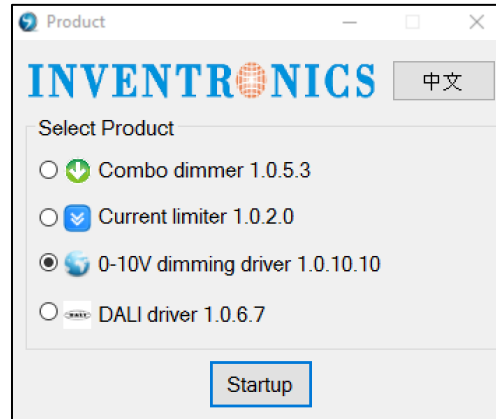 Product
INVENTRONICS
中文
Select Product
Combo dimmer 1.0.5.3
Current limiter 1.0.2.0
0-10V dimming driver 1.0.10.10
DALI DALI driver 1.0.6.7
Startup